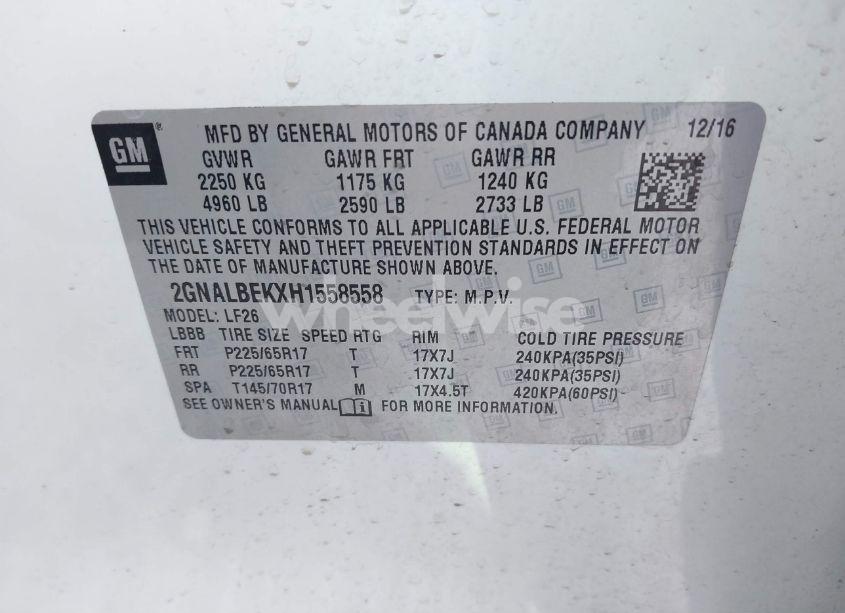 GM ® MFD BY GENERAL MOTORS OF CANADA COMPANY 12/16
GVWR GAWR FRT GAWR RR
2250 KG 1175 KG 1240 KG
4960 LB 2590 LB 2733 LB
THIS VEHICLE CONFORMS TO ALL APPLICABLE U.S. FEDERAL MOTOR
VEHICLE SAFETY AND THEFT PREVENTION STANDARDS IN EFFECT ON
THE DATE OF MANUFACTURE SHOWN ABOVE.
2GNALBEKXH1558558 TYPE: M.P.V.
wheelwise
MODEL: LF26
LBBB TIRE SIZE SPEED RTG RIM COLD TIRE PRESSURE
FRT P225/65R17 T 17X7J 240KPA(35PSI)
RR P225/65R17 T 17X7J 240KPA(35PSI)
SPA T145/70R17 M 17X4.5T 420KPA(60PSI)
SEE OWNER'S MANUAL FOR MORE INFORMATION.